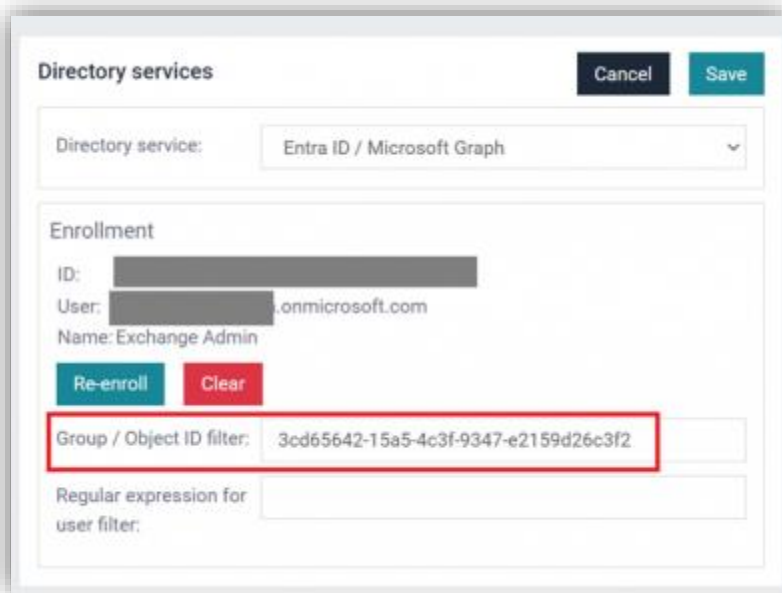 Directory services
Cancel
Save
Directory service:
Entra ID / Microsoft Graph
Enrollment
ID:
User: .onmicrosoft.com
Name: Exchange Admin
Re-enroll
Clear
Group / Object ID filter:
3cd65642-15a5-4c3f-9347-e2159d26c3f2
Regular expression for
user filter: